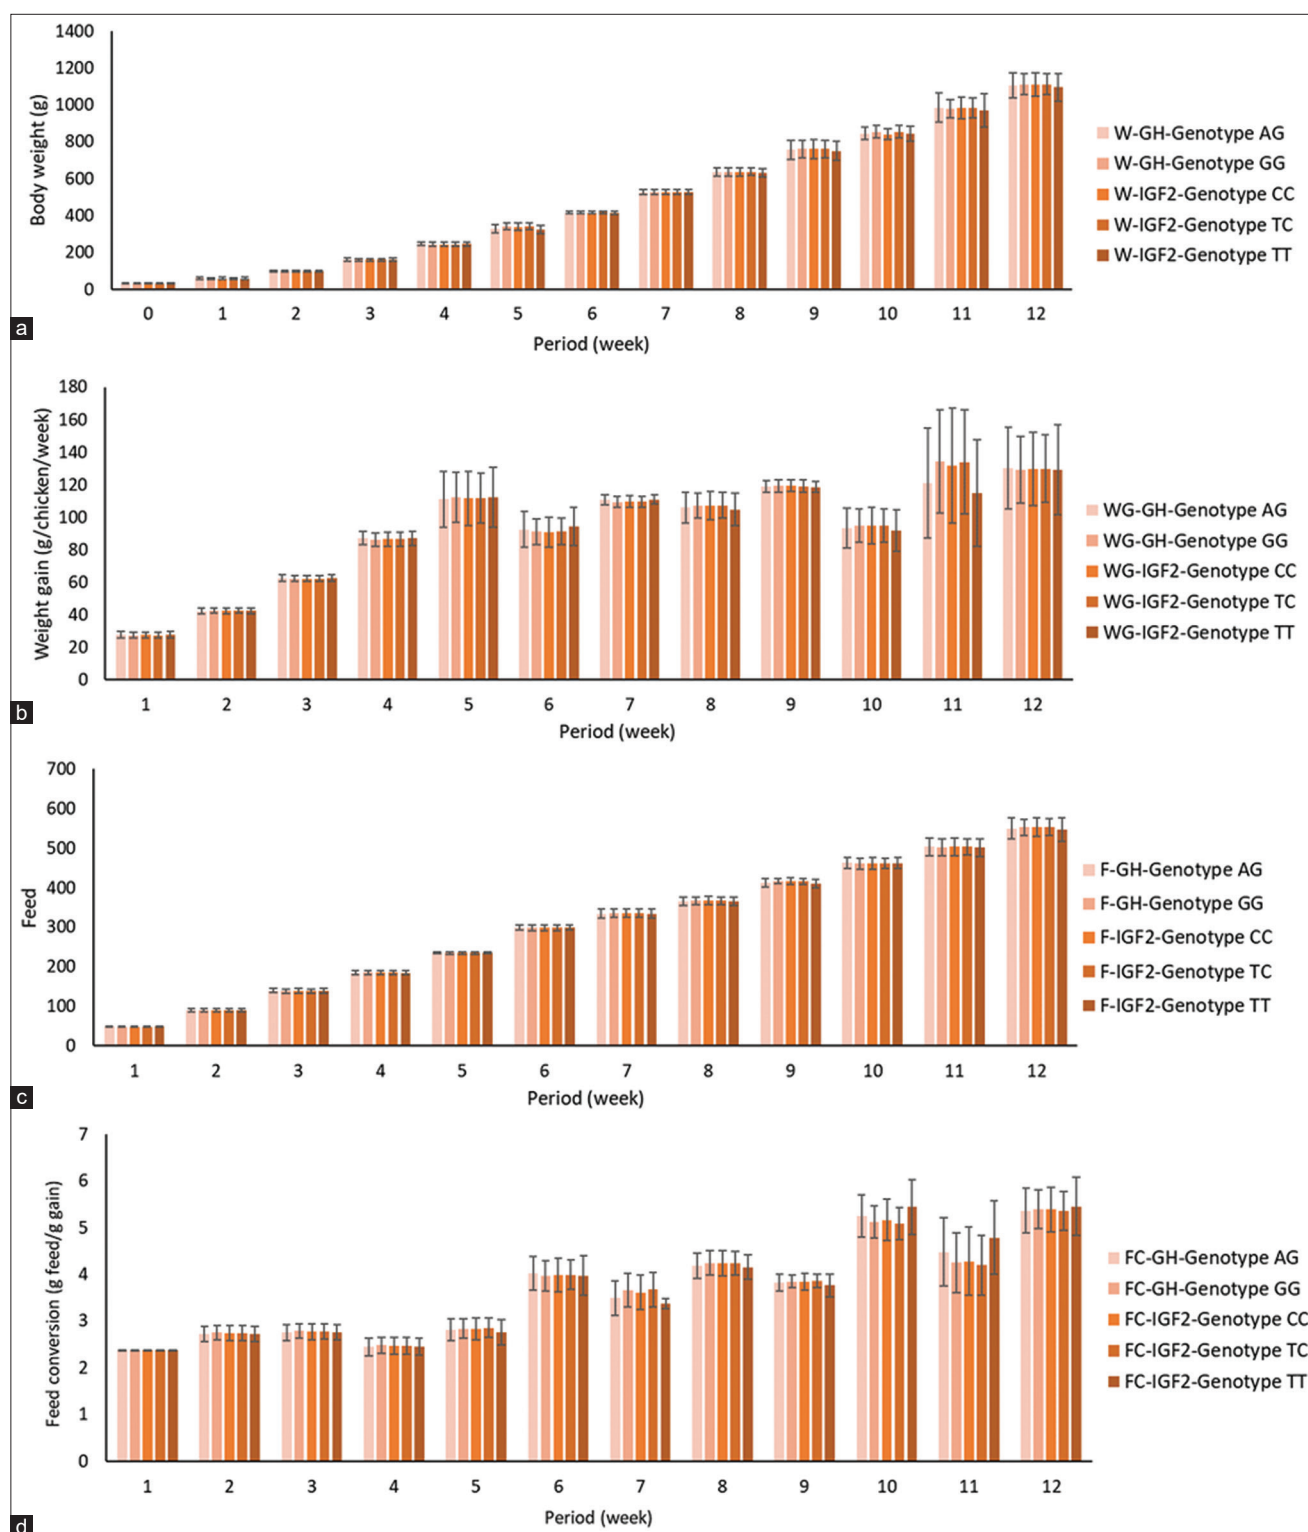 1400
1200
1000
800
600
400
200
0
Body weight (g)
0 1 2 3 4 5 6 7 8 9 10 11 12
Period (week)
W-GH-Genotype AG
W-GH-Genotype GG
W-IGF2-Genotype CC
W-IGF2-Genotype TC
W-IGF2-Genotype TT
a
180
160
140
120
100
80
60
40
20
0
Weight gain (g/chicken/week)
1 2 3 4 5 6 7 8 9 10 11 12
Period (week)
WG-GH-Genotype AG
WG-GH-Genotype GG
WG-IGF2-Genotype CC
WG-IGF2-Genotype TC
WG-IGF2-Genotype TT
b
700
600
500
400
300
200
100
0
Feed
1 2 3 4 5 6 7 8 9 10 11 12
Period (week)
F-GH-Genotype AG
F-GH-Genotype GG
F-IGF2-Genotype CC
F-IGF2-Genotype TC
F-IGF2-Genotype TT
c
7
6
5
4
3
2
1
0
Feed conversion (g feed/g gain)
1 2 3 4 5 6 7 8 9 10 11 12
Period (week)
FC-GH-Genotype AG
FC-GH-Genotype GG
FC-IGF2-Genotype CC
FC-IGF2-Genotype TC
FC-IGF2-Genotype TT
d